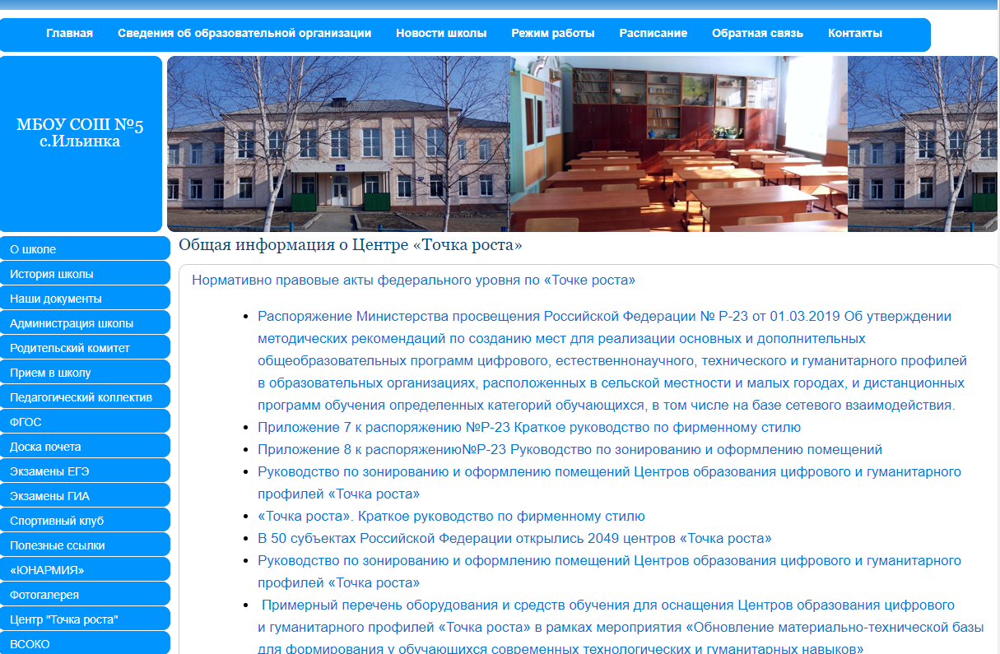 Главная Сведения об образовательной организации Новости школы Режим работы Расписание Обратная связь Контакты
МБОУ СОШ №5
с.Ильинка
О школе
История школы
Наши документы
Администрация школы
Родительский комитет
Прием в школу
Педагогический коллектив
ФГОС
Доска почета
Экзамены ЕГЭ
Экзамены ГИА
Спортивный клуб
Полезные ссылки
«ЮНАРМИЯ»
Фотогалерея
Центр "Точка роста"
ВСОКО
Общая информация о Центре «Точка роста»
Нормативно правовые акты федерального уровня по «Точке роста»
Распоряжение Министерства просвещения Российской Федерации № Р-23 от 01.03.2019 Об утверждении
методических рекомендаций по созданию мест для реализации основных и дополнительных
общеобразовательных программ цифрового, естественнонаучного, технического и гуманитарного профилей
в образовательных организациях, расположенных в сельской местности и малых городах, и дистанционных
программ обучения определенных категорий обучающихся, в том числе на базе сетевого взаимодействия.
Приложение 7 к распоряжению №Р-23 Краткое руководство по фирменному стилю
Приложение 8 к распоряжению№Р-23 Руководство по зонированию и оформлению помещений
Руководство по зонированию и оформлению помещений Центров образования цифрового и гуманитарного
профилей «Точка роста»
«Точка роста». Краткое руководство по фирменному стилю
В 50 субъектах Российской Федерации открылись 2049 центров «Точка роста»
Руководство по зонированию и оформлению помещений Центров образования цифрового и гуманитарного
профилей «Точка роста»
Примерный перечень оборудования и средств обучения для оснащения Центров образования цифрового
и гуманитарного профилей «Точка роста» в рамках мероприятия «Обновление материально-технической базы
для формирования у обучающихся современных технологических и гуманитарных навыков»